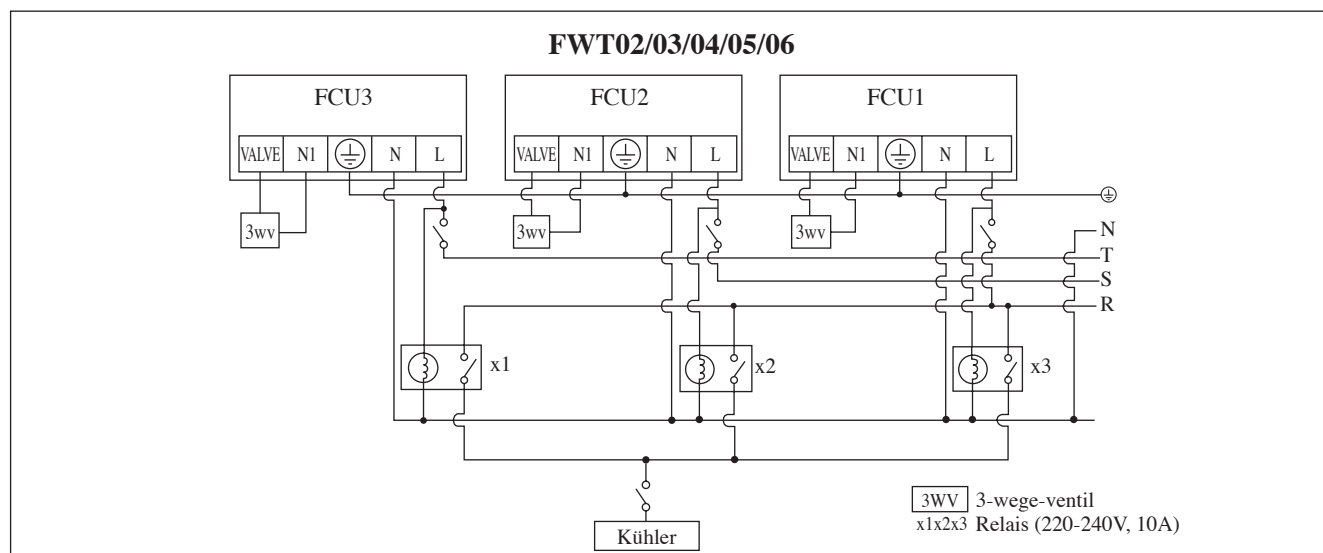 FWT02/03/04/05/06
FCU3 FCU2 FCU1
VALVE N1 N L VALVE N1 N L VALVE N1 N L
3wv 3wv 3wv
N
T
S
R
x1 x2 x3
3WV 3-wege-ventil
x1x2x3 Relais (220-240V, 10A)
Kühler